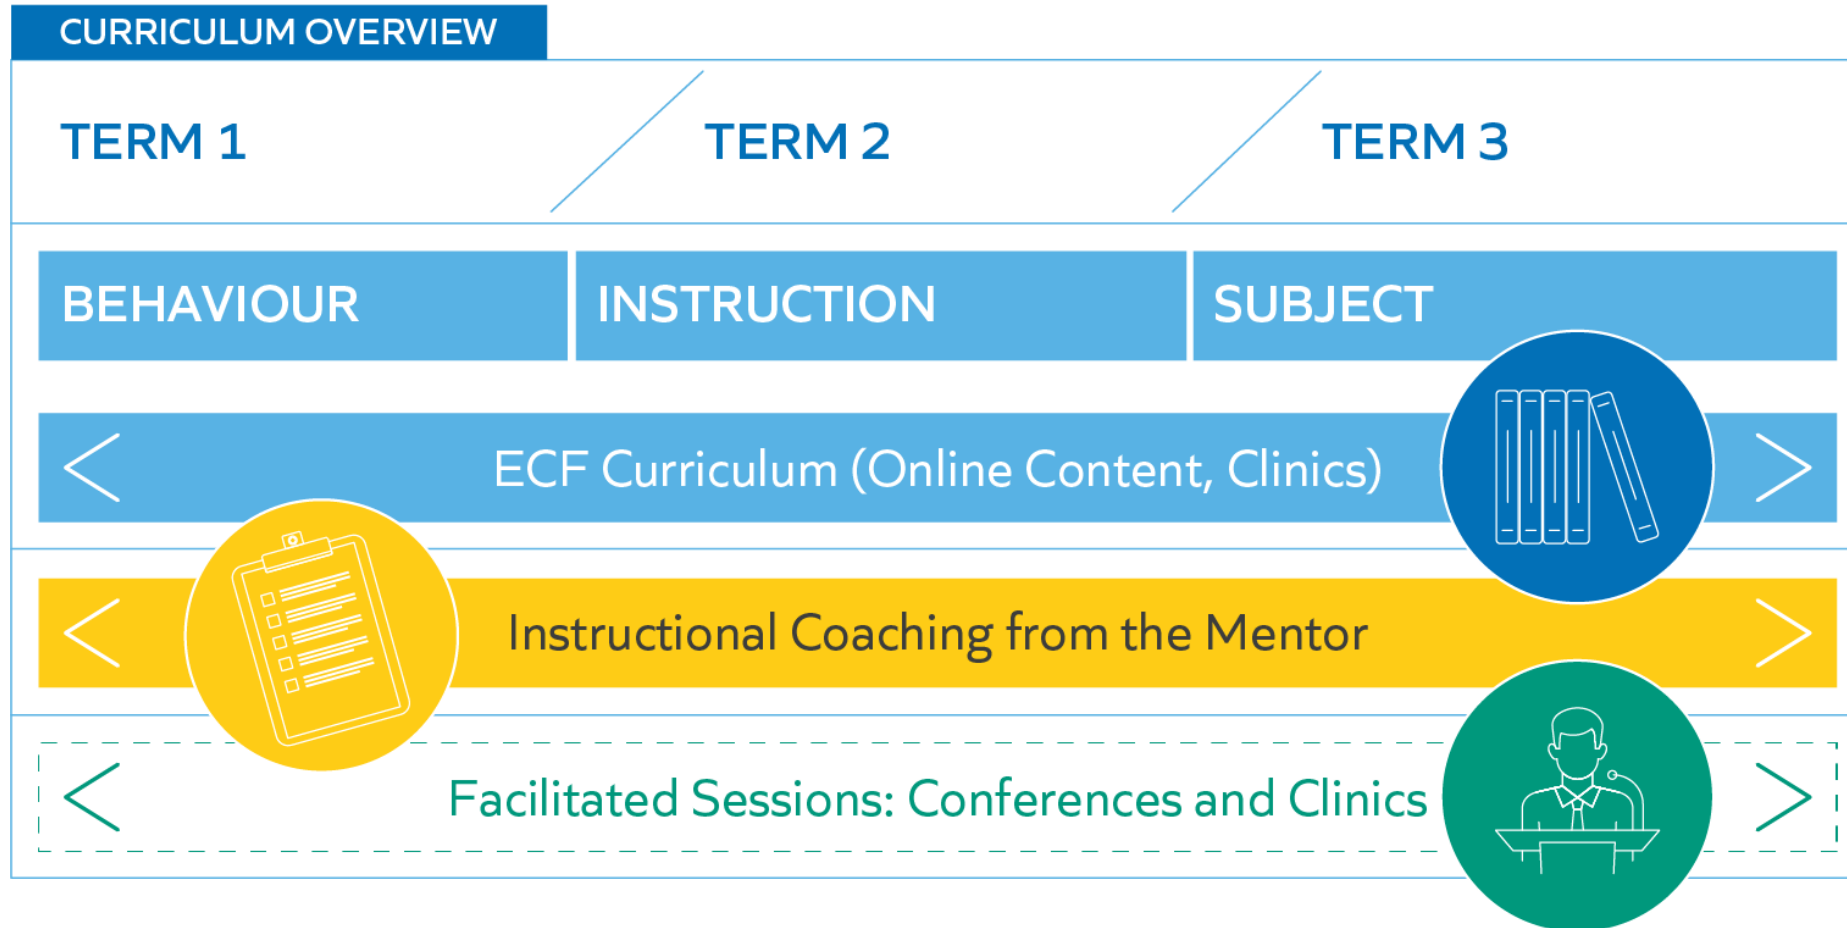 CURRICULUM OVERVIEW
TERM 1
TERM 2
TERM 3
BEHAVIOUR
INSTRUCTION
SUBJECT
ECF Curriculum (Online Content, Clinics)
Instructional Coaching from the Mentor
Facilitated Sessions: Conferences and Clinics